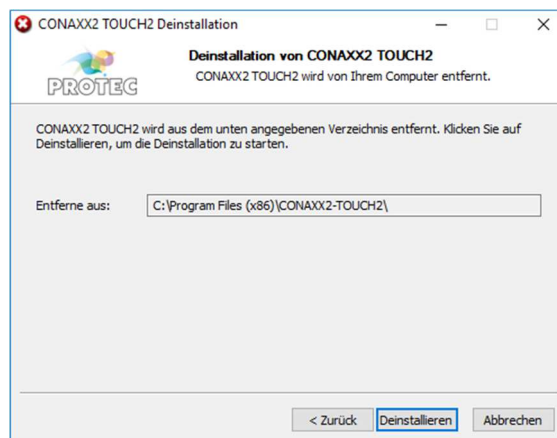 CONAXX2 TOUCH2 Deinstallation
PROTEC
Deinstallation von CONAXX2 TOUCH2
CONAXX2 TOUCH2 wird von Ihrem Computer entfernt.
CONAXX2 TOUCH2 wird aus dem unten angegebenen Verzeichnis entfernt. Klicken Sie auf
Deinstallieren, um die Deinstallation zu starten.
Entferne aus: C:\Program Files (x86)\CONAXX2-TOUCH2\
< Zurück Deinstallieren Abbrechen